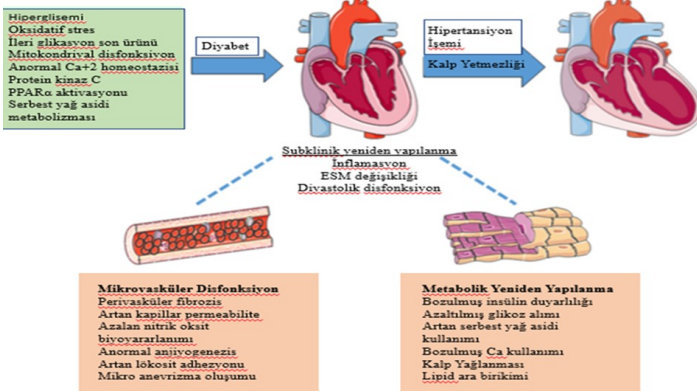 Hiperglisemi
Oksidatif stres
İleri glikasyon son ürünü
Mitokondrival disfonksiyon
Anormal Ca+2 homeostazisi
Protein kinaz C
PPARα aktivasyonu
Serbest yağ asidi
metabolizması
Diyabet
Hipertansiyon
İşemi
Kalp Yetmezliği
Subklinik yeniden yapılanma
İnflamasyon
ESM değişikliği
Diyastolik disfonksiyon
Mikrovasküler Disfonksiyon
Perivasküler fibrozis
Artan kapillar permeabilite
Azalan nitrik oksit
biyoyararlanımı
Anormal anjiyogenezis
Artan lökosit adhezyonu
Mikro anevrizma oluşumu
Metabolik Yeniden Yapılanma
Bozulmuş insülin duyarlılığı
Azaltılmış glikoz alımı
Artan serbest yağ asidi
kullanımı
Bozulmuş Ca kullanımı
Kalp Yağlanması
Lipid ara birikimi